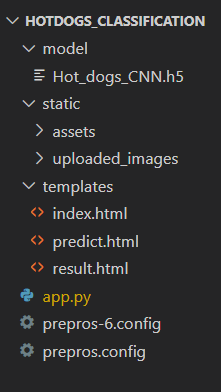 HOTDOGS_CLASSIFICATION
model
Hot_dogs_CNN.h5
static
assets
uploaded_images
templates
index.html
predict.html
result.html
app.py
prepros-6.config
prepros.config